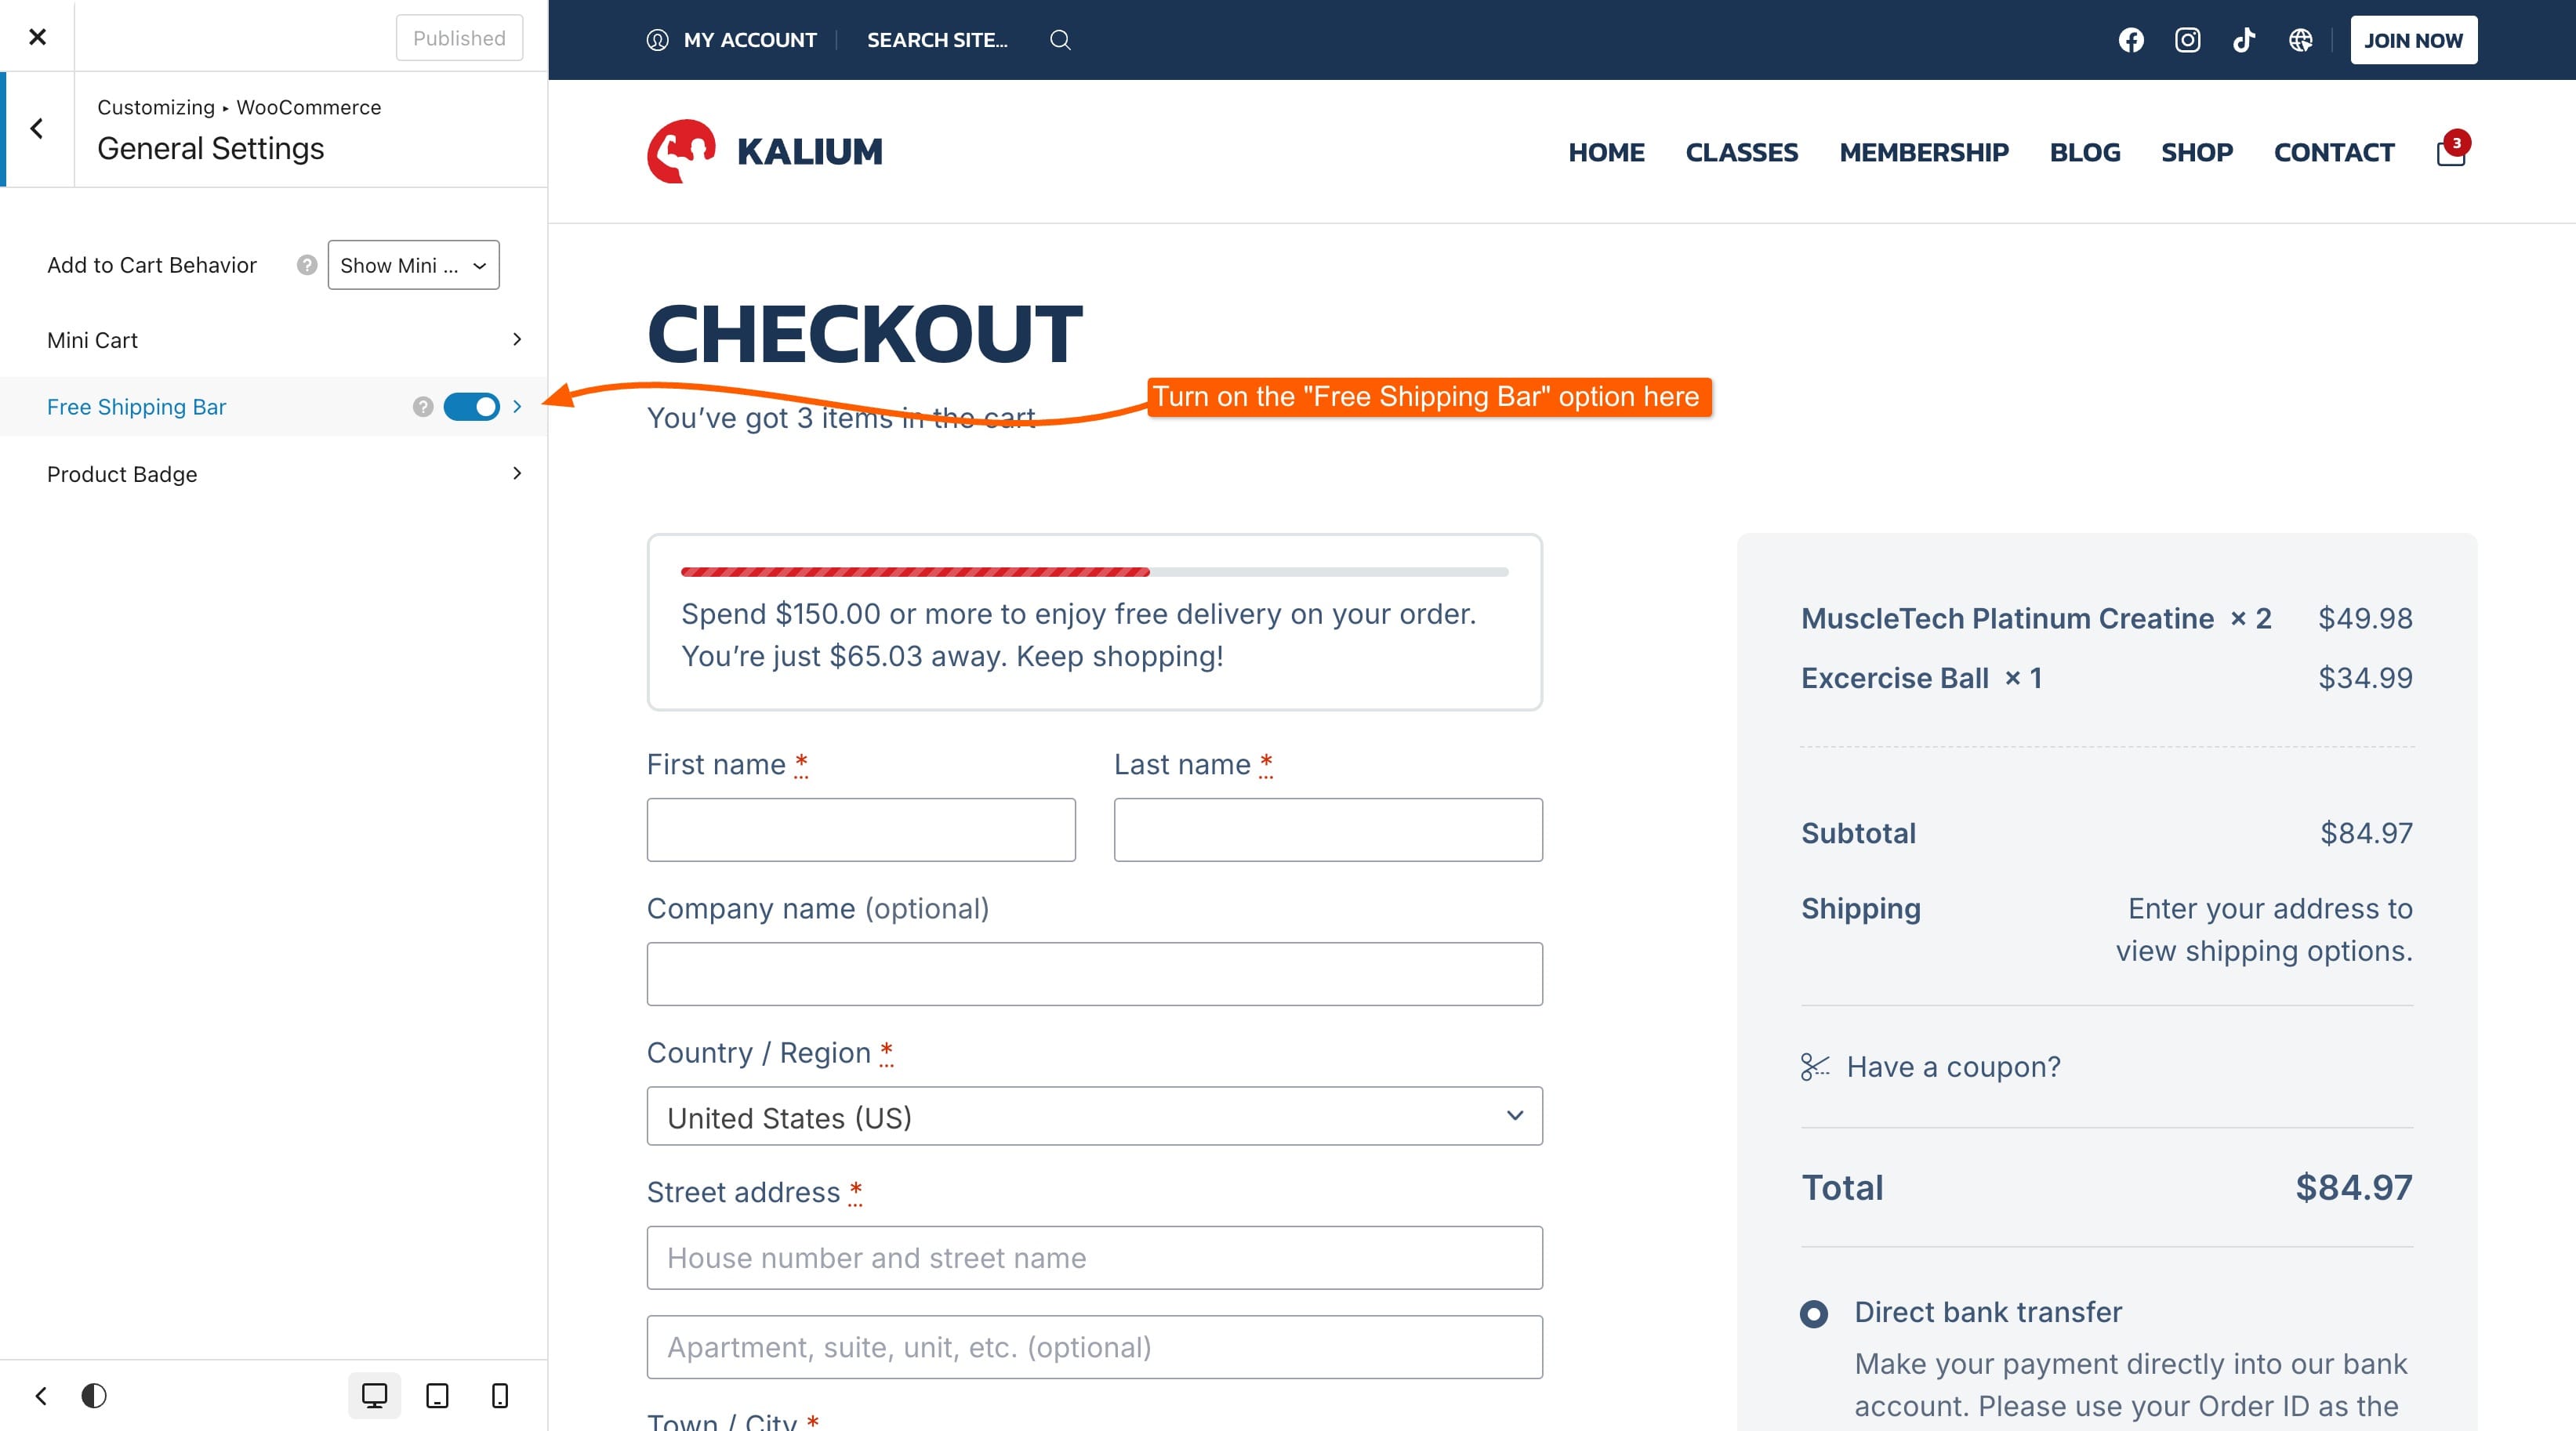 Published
Customizing ▸ WooCommerce
General Settings
Add to Cart Behavior ? Show Mini ...
Mini Cart
Free Shipping Bar ?
Product Badge
MY ACCOUNT
SEARCH SITE...
JOIN NOW
KALIUM
HOME CLASSES MEMBERSHIP BLOG SHOP CONTACT 3
CHECKOUT
You’ve got 3 items in the cart
Turn on the "Free Shipping Bar" option here
Spend $150.00 or more to enjoy free delivery on your order.
You’re just $65.03 away. Keep shopping!
First name *
Last name *
Company name (optional)
Country / Region *
United States (US)
Street address *
House number and street name
Apartment, suite, unit, etc. (optional)
Town / City *
MuscleTech Platinum Creatine × 2 $49.98
Excercise Ball × 1 $34.99
Subtotal $84.97
Shipping Enter your address to
view shipping options.
Have a coupon?
Total $84.97
Direct bank transfer
Make your payment directly into our bank
account. Please use your Order ID as the